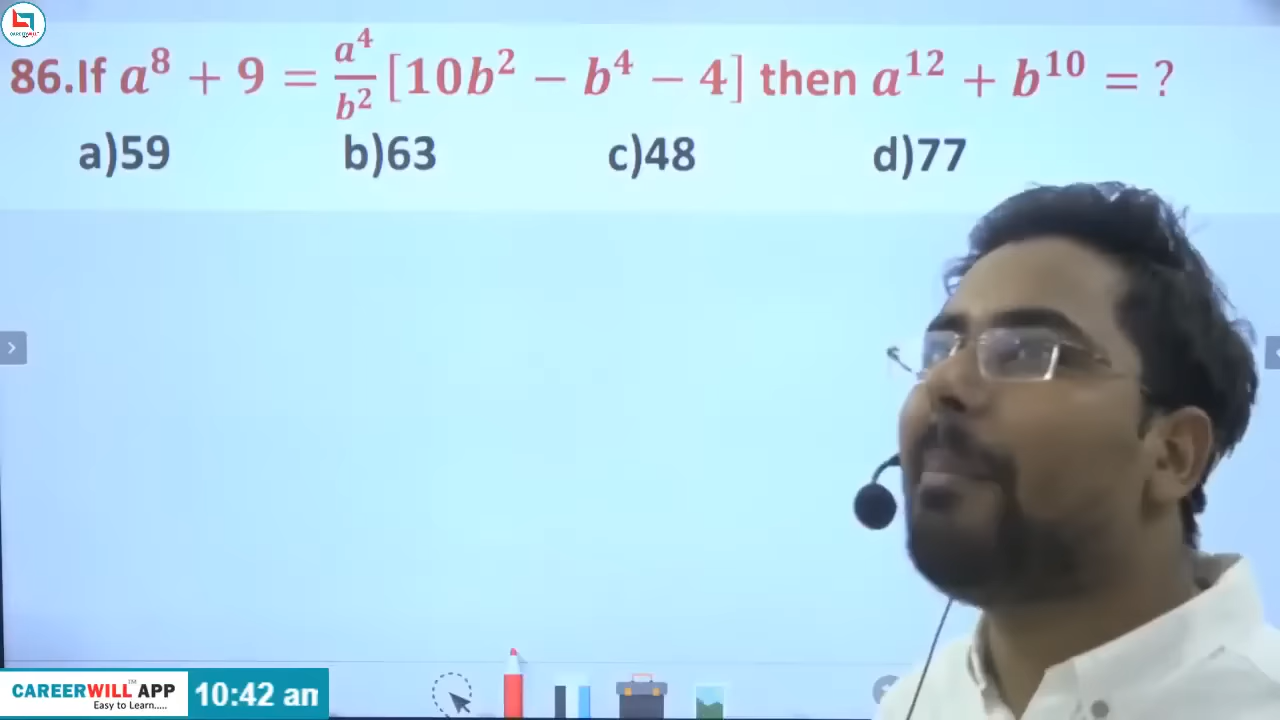 86.If a⁸ + 9 = a⁴/b² [10b² − b⁴ − 4] then a¹² + b¹⁰ = ?
a)59 b)63 c)48 d)77
CAREERWILL™ APP
Easy to Learn.....
10:42 am